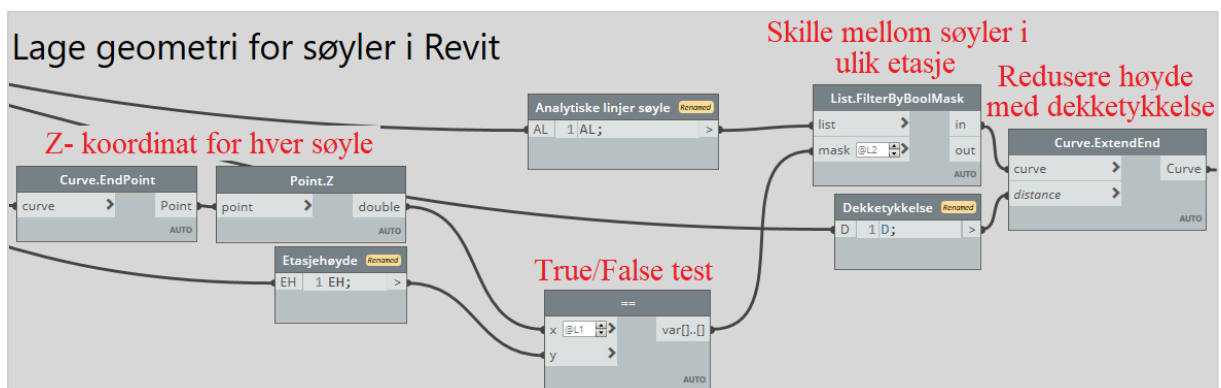 Lage geometri for søyler i Revit
Skille mellom søyler i
ulik etasje
Redusere høyde
med dekketykkelse
Z- koordinat for hver søyle
True/False test
Analytiske linjer søyle Renamed
AL 1 AL; >
List.FilterByBoolMask
list > in
mask @L2 > out
AUTO
Curve.ExtendEnd
curve > Curve
distance >
AUTO
Curve.EndPoint
curve > Point
AUTO
Point.Z
point > double
AUTO
Dekketykkelse Renamed
D 1 D; >
Etasjehøyde Renamed
EH 1 EH; >
==
x @L1 > var[]..[]
y >
AUTO